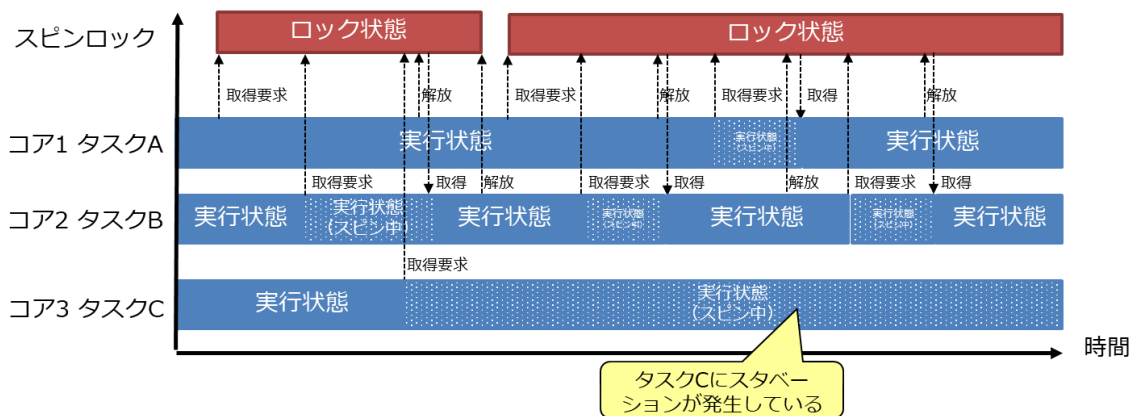 スピンロック
ロック状態
ロック状態
取得要求
解放
取得要求
解放
取得要求
取得
解放
コア1 タスクA
実行状態
実行状態
(スピン中)
実行状態
取得要求
取得
解放
取得要求
取得
解放
取得要求
取得
コア2 タスクB
実行状態
実行状態
(スピン中)
実行状態
実行状態
(スピン中)
実行状態
実行状態
(スピン中)
実行状態
取得要求
コア3 タスクC
実行状態
実行状態
(スピン中)
時間
タスクCにスタベー
ションが発生している